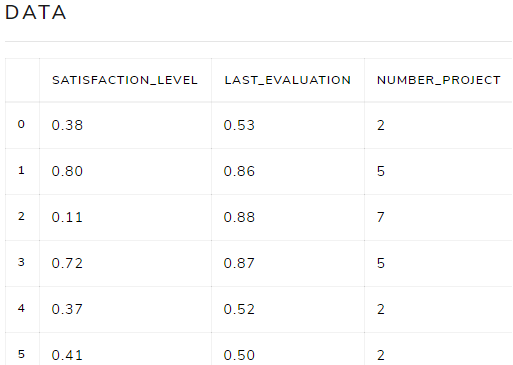 DATA
SATISFACTION_LEVEL LAST_EVALUATION NUMBER_PROJECT
0 0.38 0.53 2
1 0.80 0.86 5
2 0.11 0.88 7
3 0.72 0.87 5
4 0.37 0.52 2
5 0.41 0.50 2